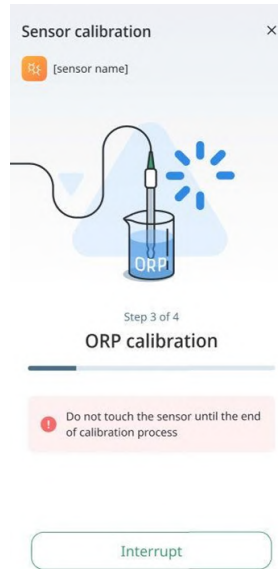 Sensor calibration
[sensor name]
ORP
Step 3 of 4
ORP calibration
Do not touch the sensor until the end
of calibration process
Interrupt